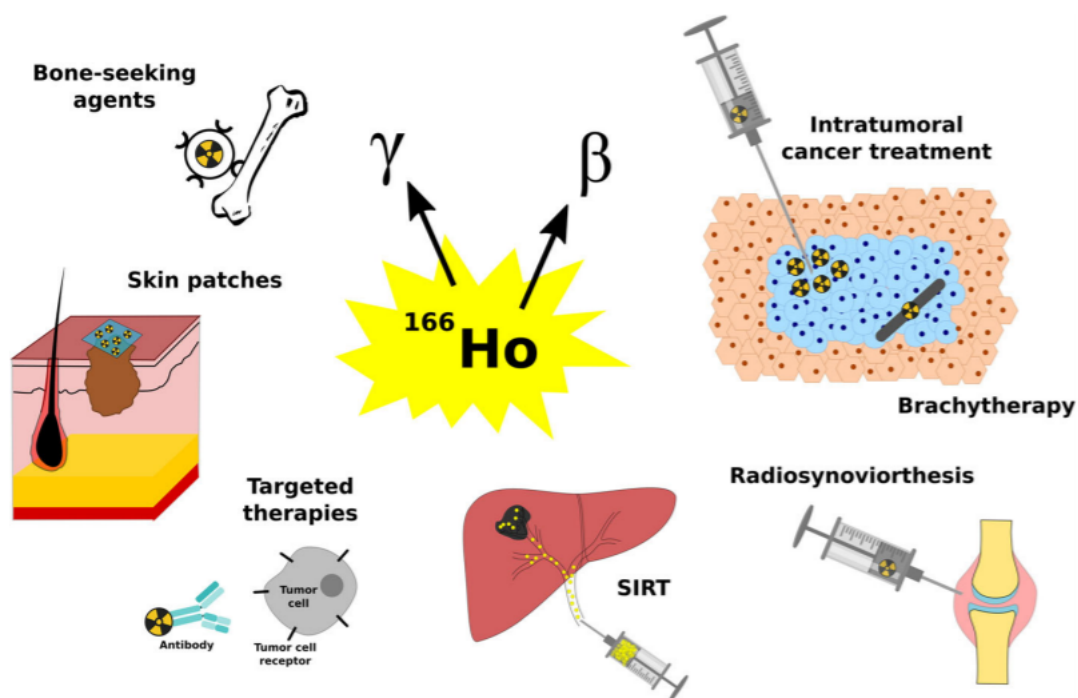 Bone-seeking
agents
γ
β
Intratumoral
cancer treatment
Skin patches
¹⁶⁶Ho
Brachytherapy
Targeted
therapies
Tumor
cell
Antibody
Tumor cell
receptor
SIRT
Radiosynoviorthesis